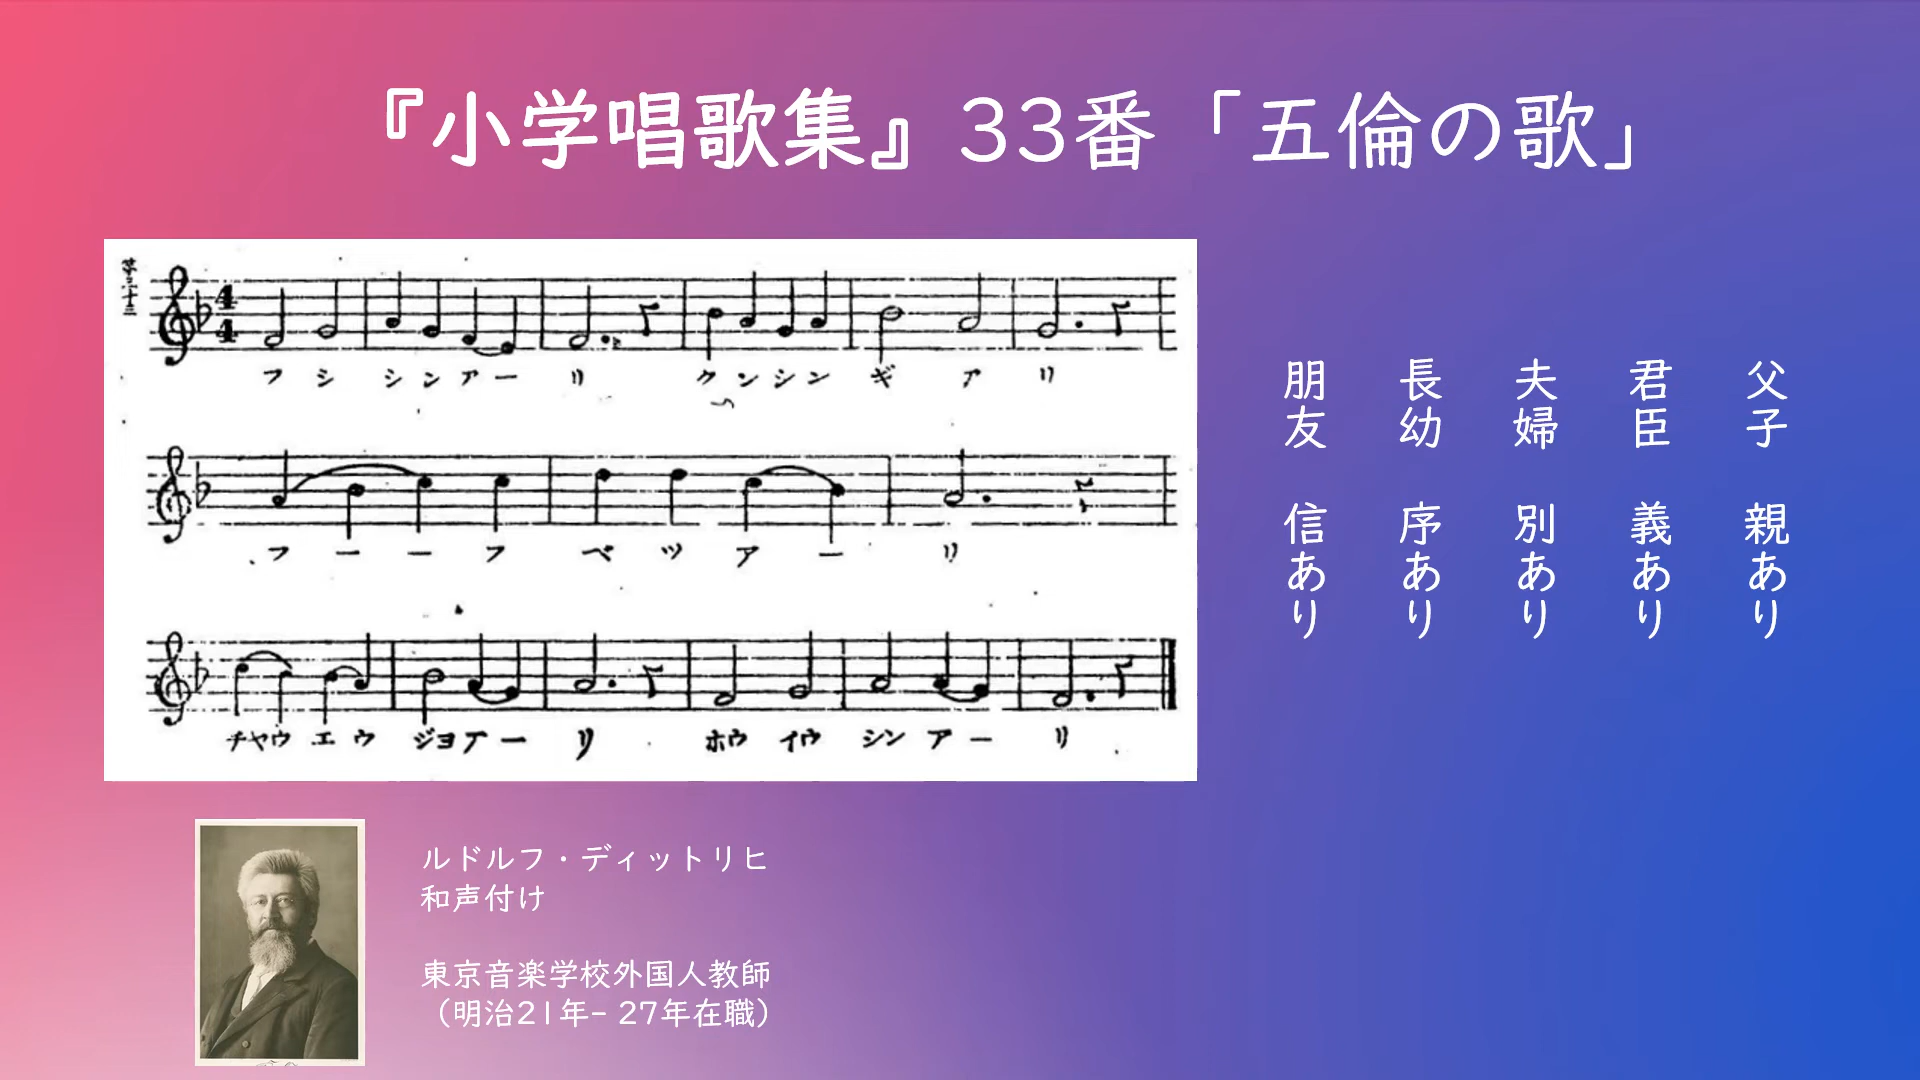 『小学唱歌集』33番「五倫の歌」
第三十三
フ シ シ ン ア ー リ ク ン シ ン ギ ア リ
フ ー ー フ ベ ツ ア ー リ
チヤウ エ ウ ジヨ ア ー リ ホウ イウ シン ア ー リ
父子 親あり
君臣 義あり
夫婦 別あり
長幼 序あり
朋友 信あり
ルドルフ・ディットリヒ
和声付け
東京音楽学校外国人教師
（明治21年– 27年在職）